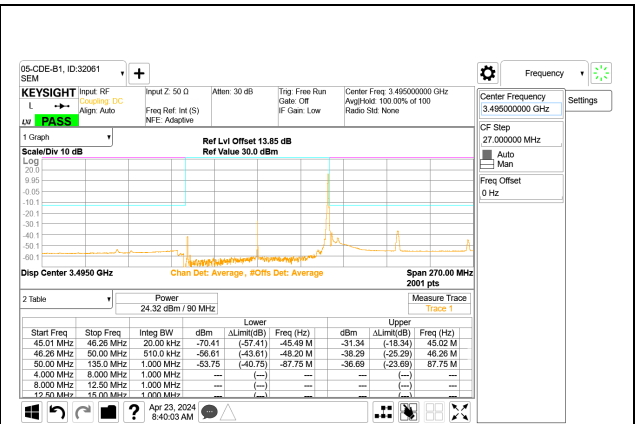 05-CDE-B1, ID:32061
SEM
Frequency
KEYSIGHT
L
PASS
Input: RF
Coupling: DC
Align: Auto
Input Z: 50 Ω
Freq Ref: Int (S)
NFE: Adaptive
Atten: 30 dB
Trig: Free Run
Gate: Off
IF Gain: Low
Center Freq: 3.495000000 GHz
Avg|Hold: 100.00% of 100
Radio Std: None
Center Frequency
3.495000000 GHz
Settings
CF Step
27.000000 MHz
Auto
Man
Freq Offset
0 Hz
1 Graph
Scale/Div 10 dB
Ref Lvl Offset 13.85 dB
Ref Value 30.0 dBm
Log
20.0
9.95
-0.05
-10.1
-20.1
-30.1
-40.1
-50.1
-60.1
Disp Center 3.4950 GHz
Chan Det: Average, #Offs Det: Average
Span 270.00 MHz
2001 pts
2 Table
Power
24.32 dBm / 90 MHz
Measure Trace
Trace 1
Lower Upper
Start Freq Stop Freq Integ BW dBm ΔLimit(dB) Freq (Hz) dBm ΔLimit(dB) Freq (Hz)
45.01 MHz 46.26 MHz 20.00 kHz -70.41 (-57.41) -45.49 M -31.34 (-18.34) 45.02 M
46.26 MHz 50.00 MHz 510.0 kHz -56.61 (-43.61) -48.20 M -38.29 (-25.29) 46.26 M
50.00 MHz 135.0 MHz 1.000 MHz -53.75 (-40.75) -87.75 M -36.69 (-23.69) 87.75 M
4.000 MHz 8.000 MHz 1.000 MHz --- (---) --- --- (---) ---
8.000 MHz 12.50 MHz 1.000 MHz --- (---) --- --- (---) ---
12.50 MHz 15.00 MHz 1.000 MHz --- (---) --- --- (---) ---
?
Apr 23, 2024
8:40:03 AM